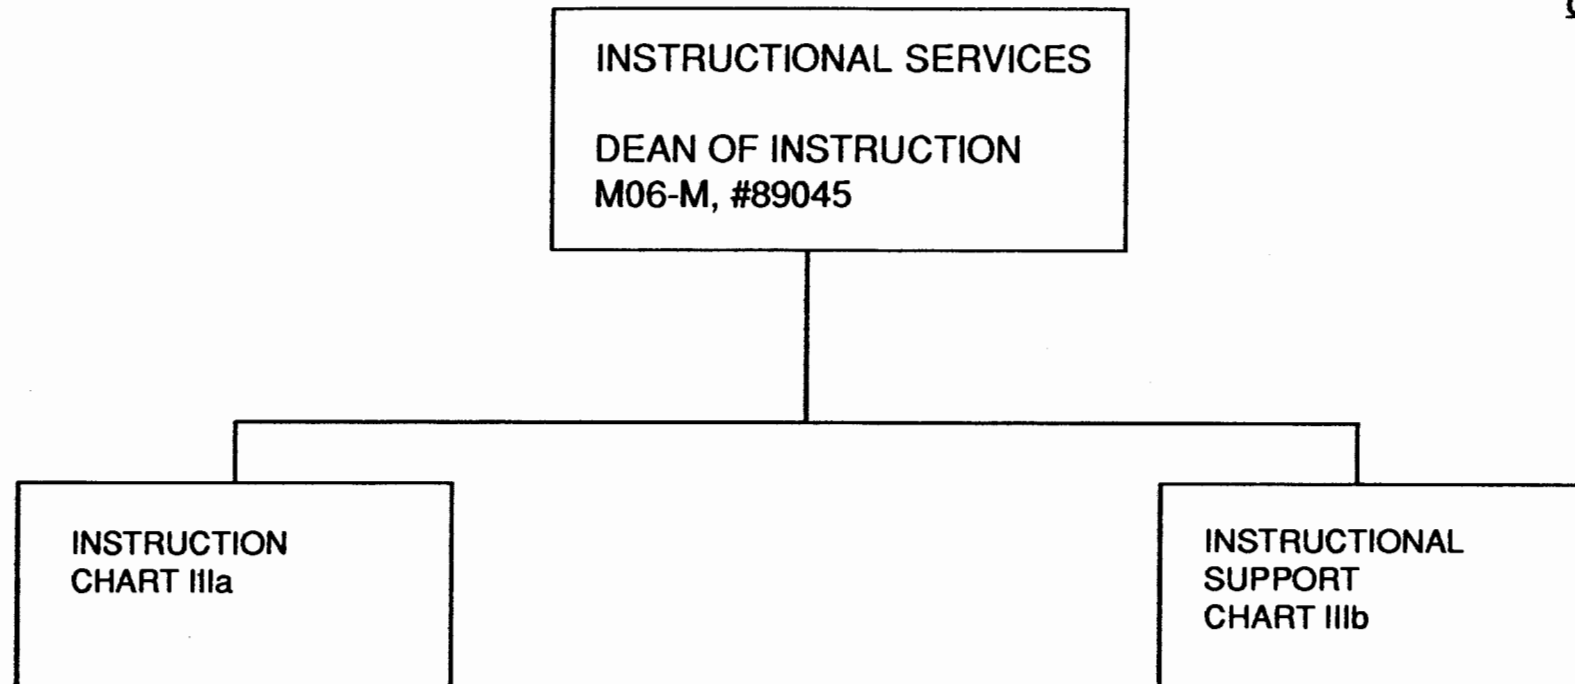 INSTRUCTIONAL SERVICES
DEAN OF INSTRUCTION
M06-M, #89045
INSTRUCTION
CHART IIIa
INSTRUCTIONAL
SUPPORT
CHART IIIb